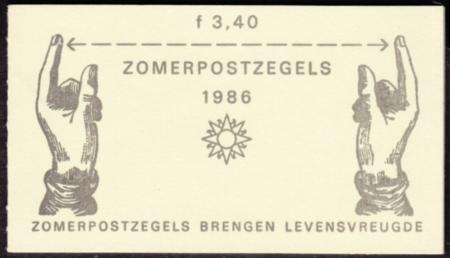 f 3,40
ZOMERPOSTZEGELS
1986
ZOMERPOSTZEGELS BRENGEN LEVENSVREUGDE